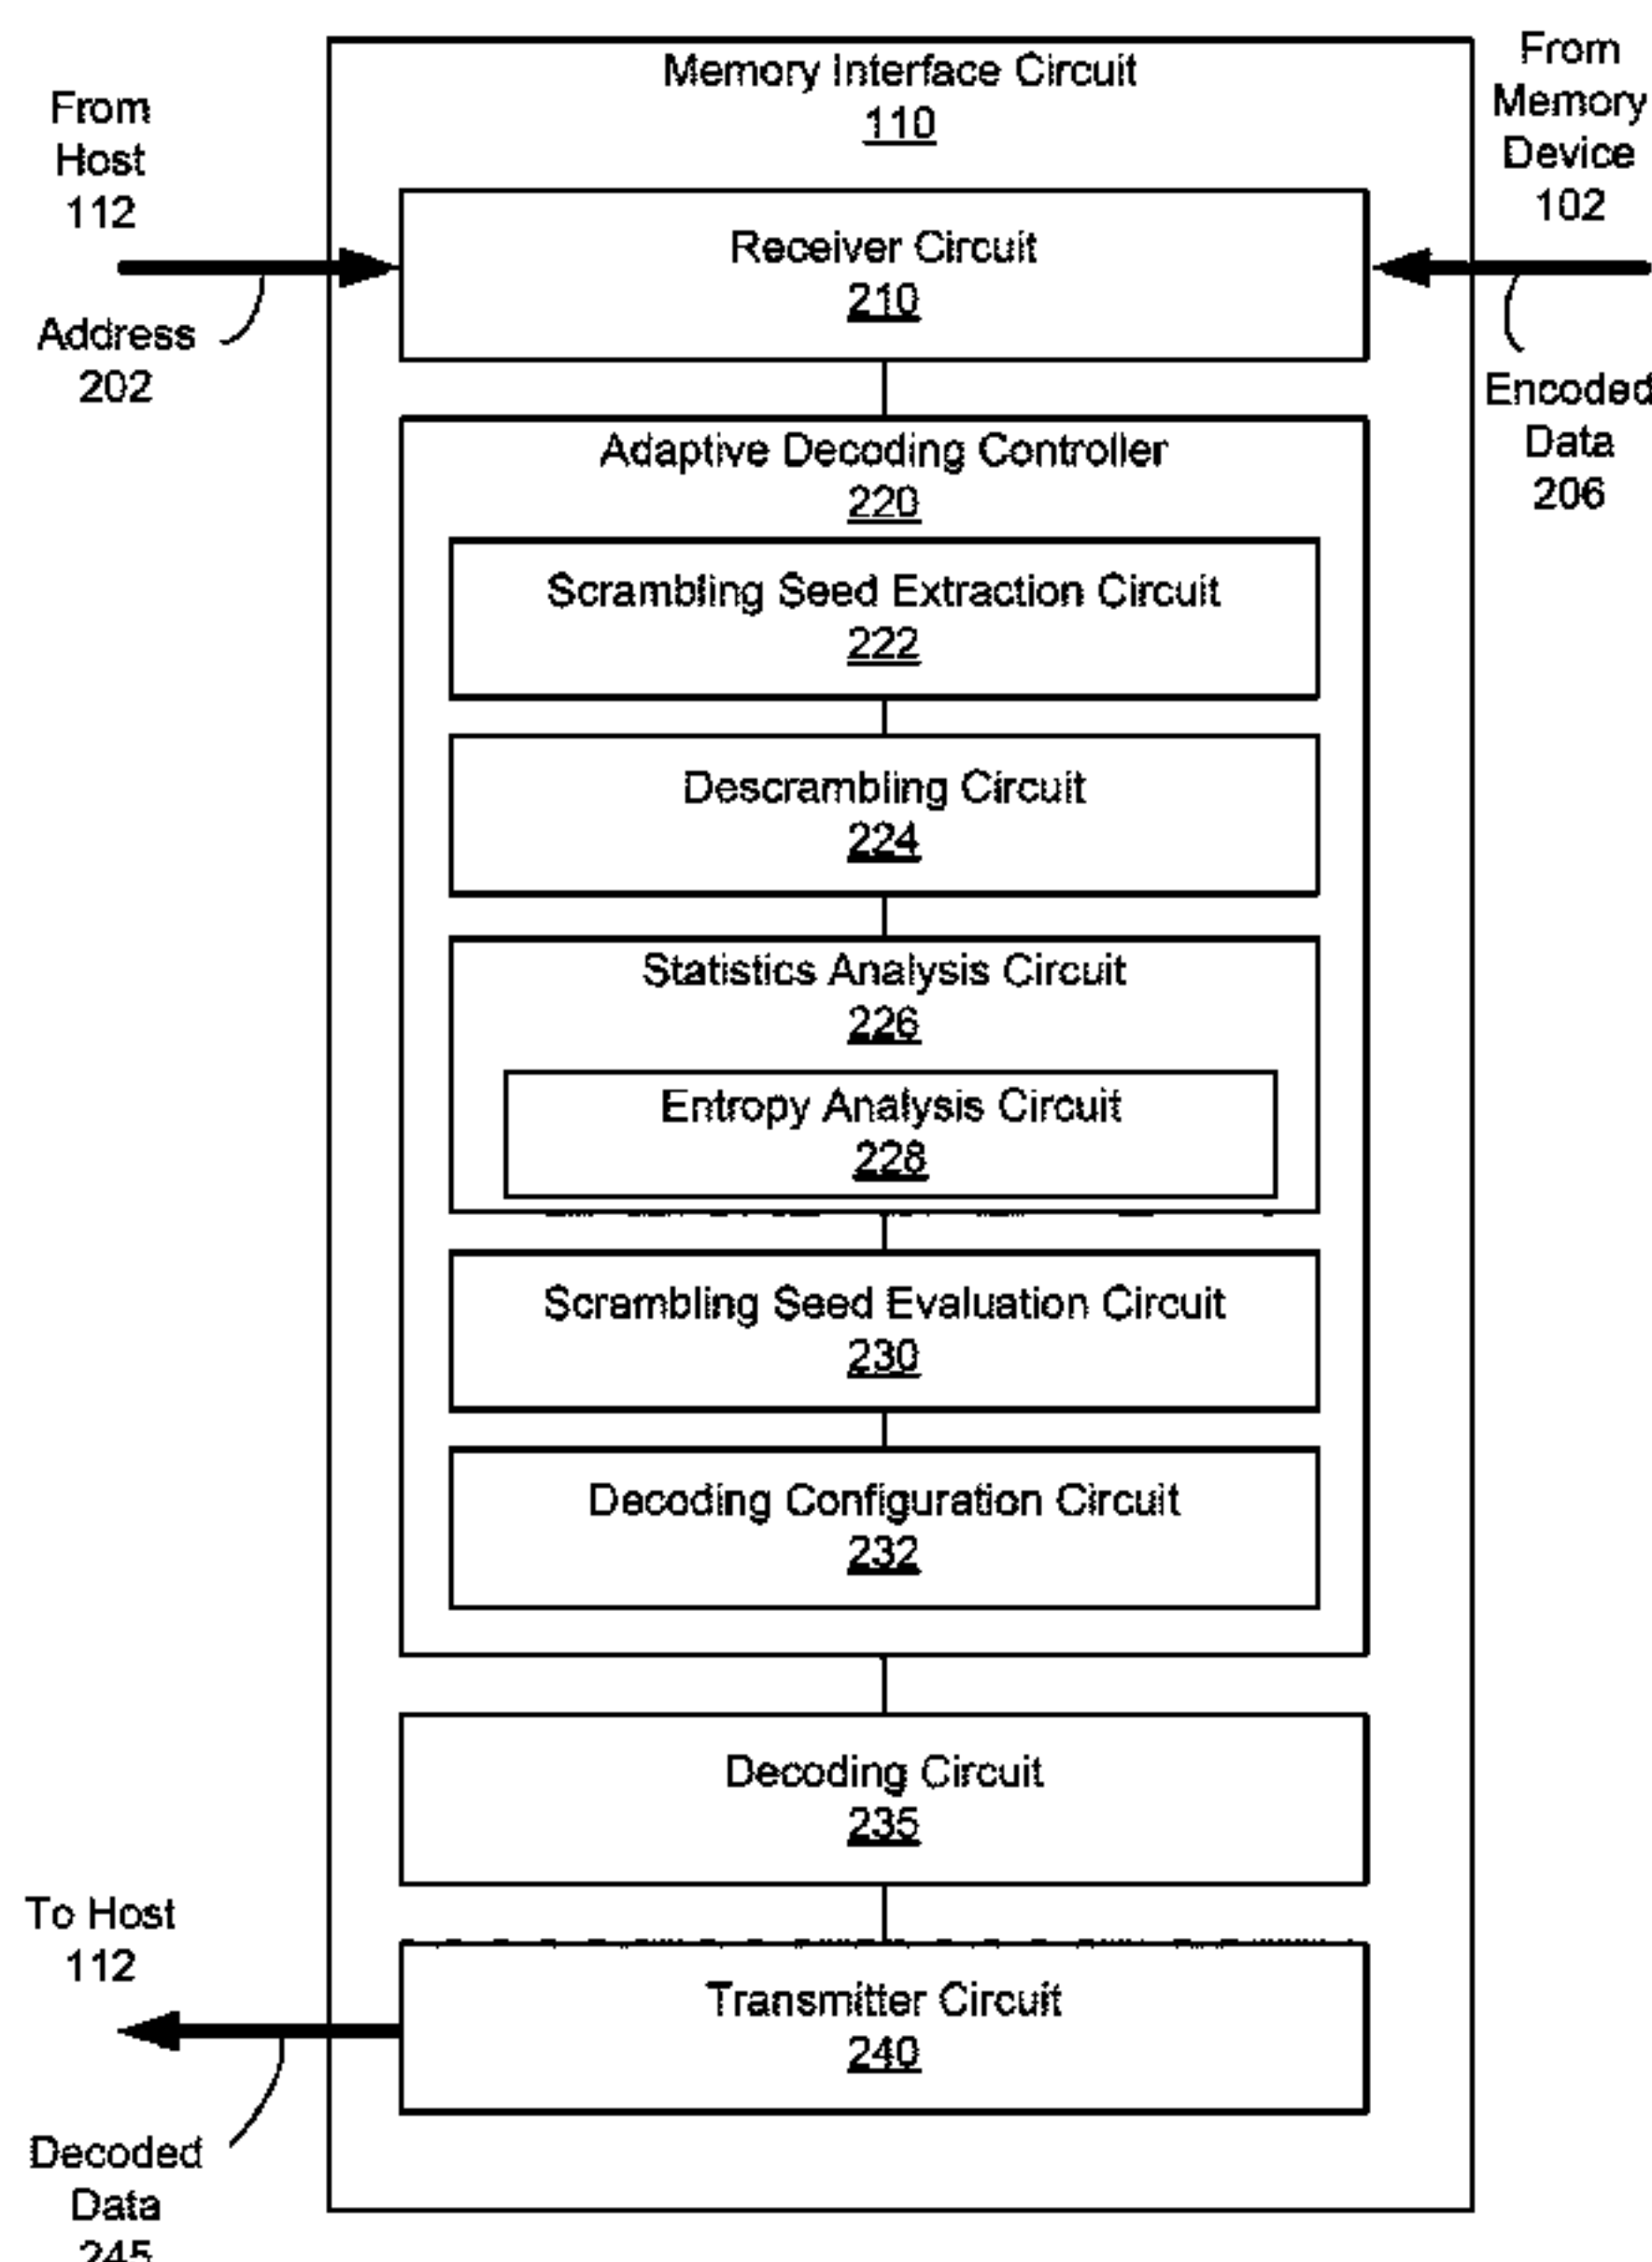 Memory Interface Circuit
110
From
Host
112
Address
202
From
Memory
Device
102
Encoded
Data
206
Receiver Circuit
210
Adaptive Decoding Controller
220
Scrambling Seed Extraction Circuit
222
Descrambling Circuit
224
Statistics Analysis Circuit
226
Entropy Analysis Circuit
228
Scrambling Seed Evaluation Circuit
230
Decoding Configuration Circuit
232
Decoding Circuit
235
To Host
112
Transmitter Circuit
240
Decoded
Data
245